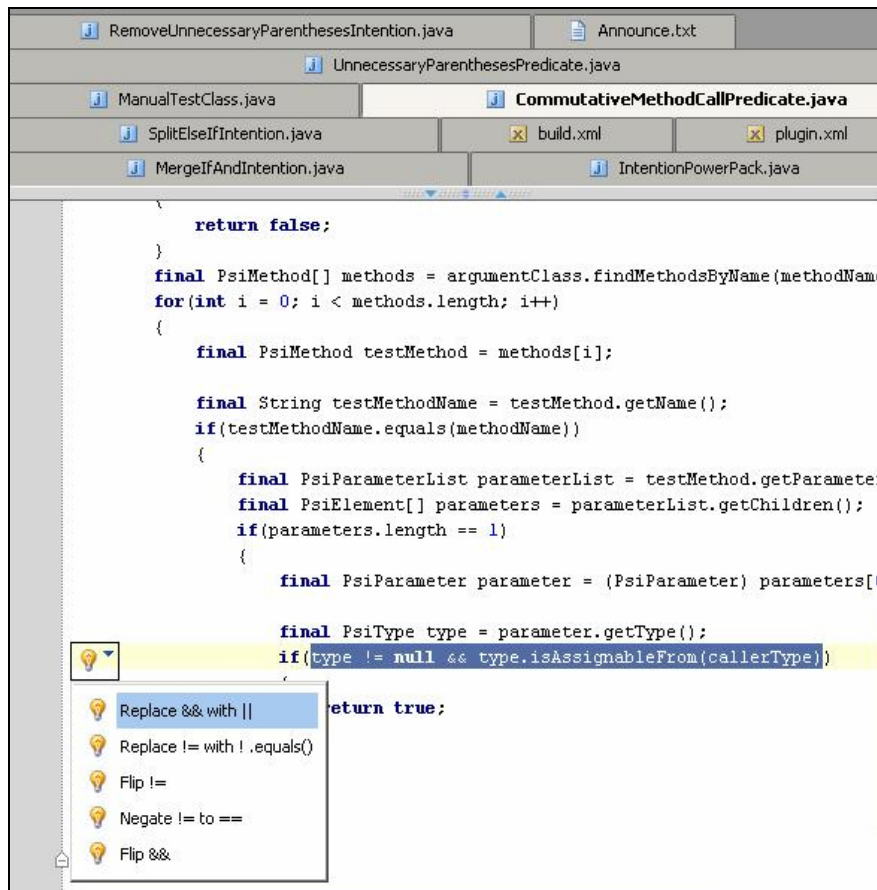 RemoveUnnecessaryParenthesesIntention.java Announce.txt
UnnecessaryParenthesesPredicate.java
ManualTestClass.java CommutativeMethodCallPredicate.java
SplitElseIfIntention.java build.xml plugin.xml
MergeIfAndIntention.java IntentionPowerPack.java
{
return false;
}
final PsiMethod[] methods = argumentClass.findMethodsByName(methodName
for(int i = 0; i < methods.length; i++)
{
final PsiMethod testMethod = methods[i];
final String testMethodName = testMethod.getName();
if(testMethodName.equals(methodName))
{
final PsiParameterList parameterList = testMethod.getParameter
final PsiElement[] parameters = parameterList.getChildren();
if(parameters.length == 1)
{
final PsiParameter parameter = (PsiParameter) parameters[0
final PsiType type = parameter.getType();
if(type != null && type.isAssignableFrom(callerType))
{
return true;
Replace && with ||
Replace != with ! .equals()
Flip !=
Negate != to ==
Flip &&